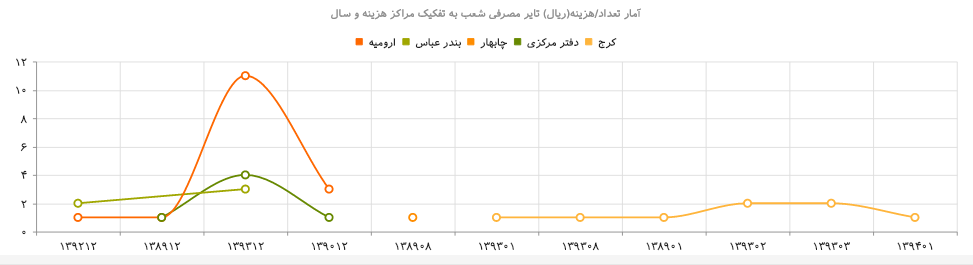 آمار تعداد/هزینه(ریال) تایر مصرفی شعب به تفکیک مراکز هزینه و سال
ارومیه بندر عباس چابهار دفتر مرکزی کرج
۱۲
۱۰
۸
۶
۴
۲
۰
۱۳۹۲۱۲ ۱۳۸۹۱۲ ۱۳۹۳۱۲ ۱۳۹۰۱۲ ۱۳۸۹۰۸ ۱۳۹۳۰۱ ۱۳۹۳۰۸ ۱۳۸۹۰۱ ۱۳۹۳۰۲ ۱۳۹۳۰۳ ۱۳۹۴۰۱